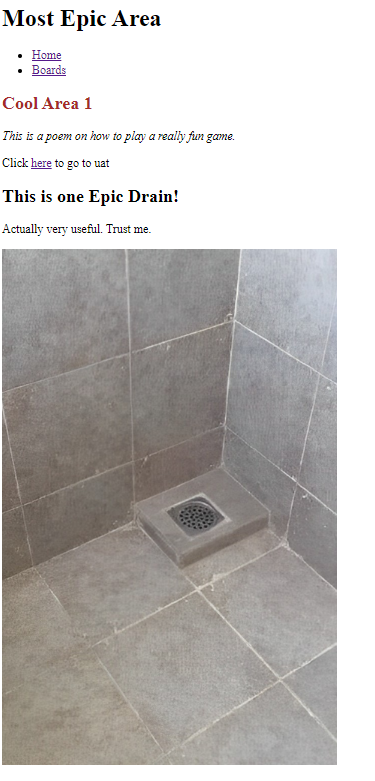 Most Epic Area
Home
Boards
Cool Area 1
This is a poem on how to play a really fun game.
Click here to go to uat
This is one Epic Drain!
Actually very useful. Trust me.